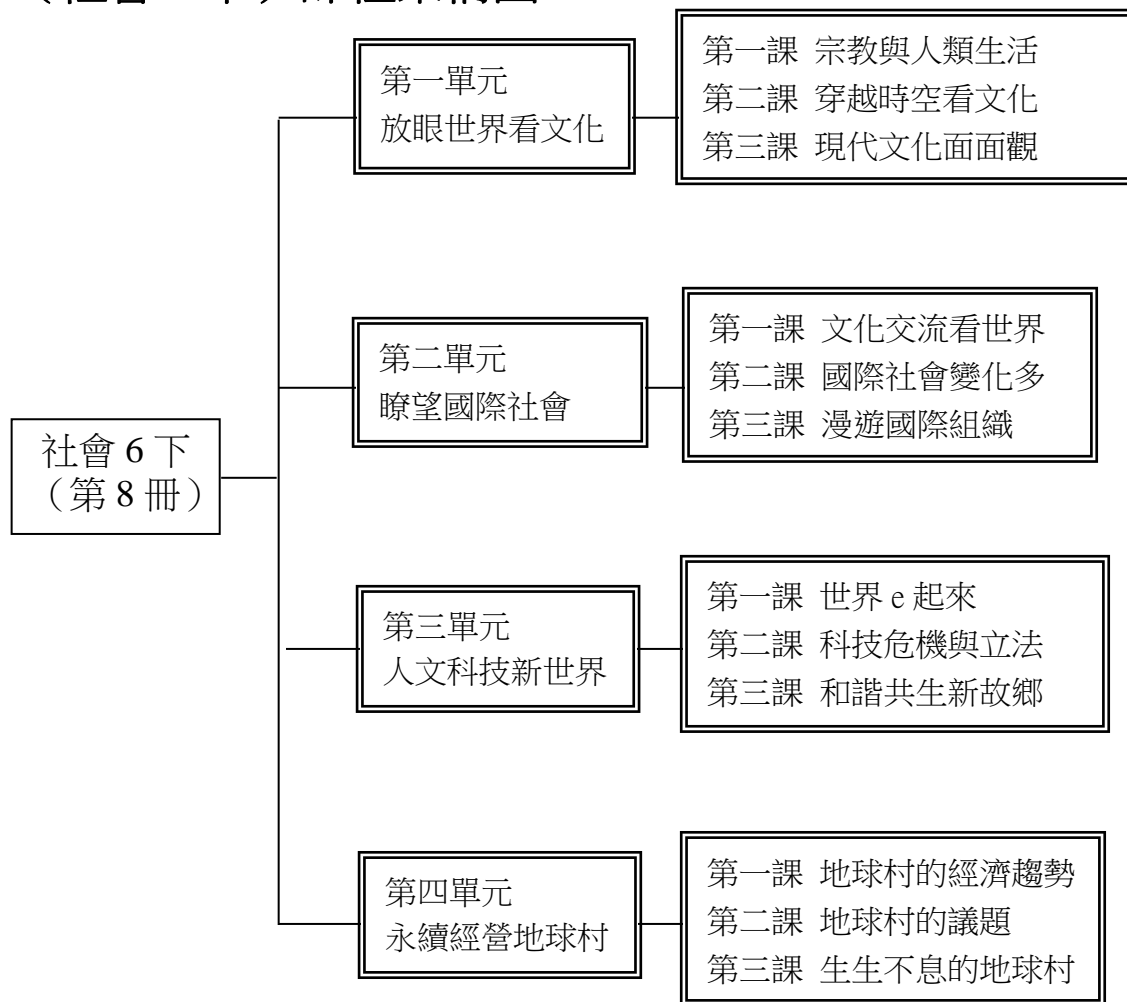 社會 6 下
（第 8 冊）
第一單元
放眼世界看文化
第一課 宗教與人類生活
第二課 穿越時空看文化
第三課 現代文化面面觀
第二單元
瞭望國際社會
第一課 文化交流看世界
第二課 國際社會變化多
第三課 漫遊國際組織
第三單元
人文科技新世界
第一課 世界 e 起來
第二課 科技危機與立法
第三課 和諧共生新故鄉
第四單元
永續經營地球村
第一課 地球村的經濟趨勢
第二課 地球村的議題
第三課 生生不息的地球村